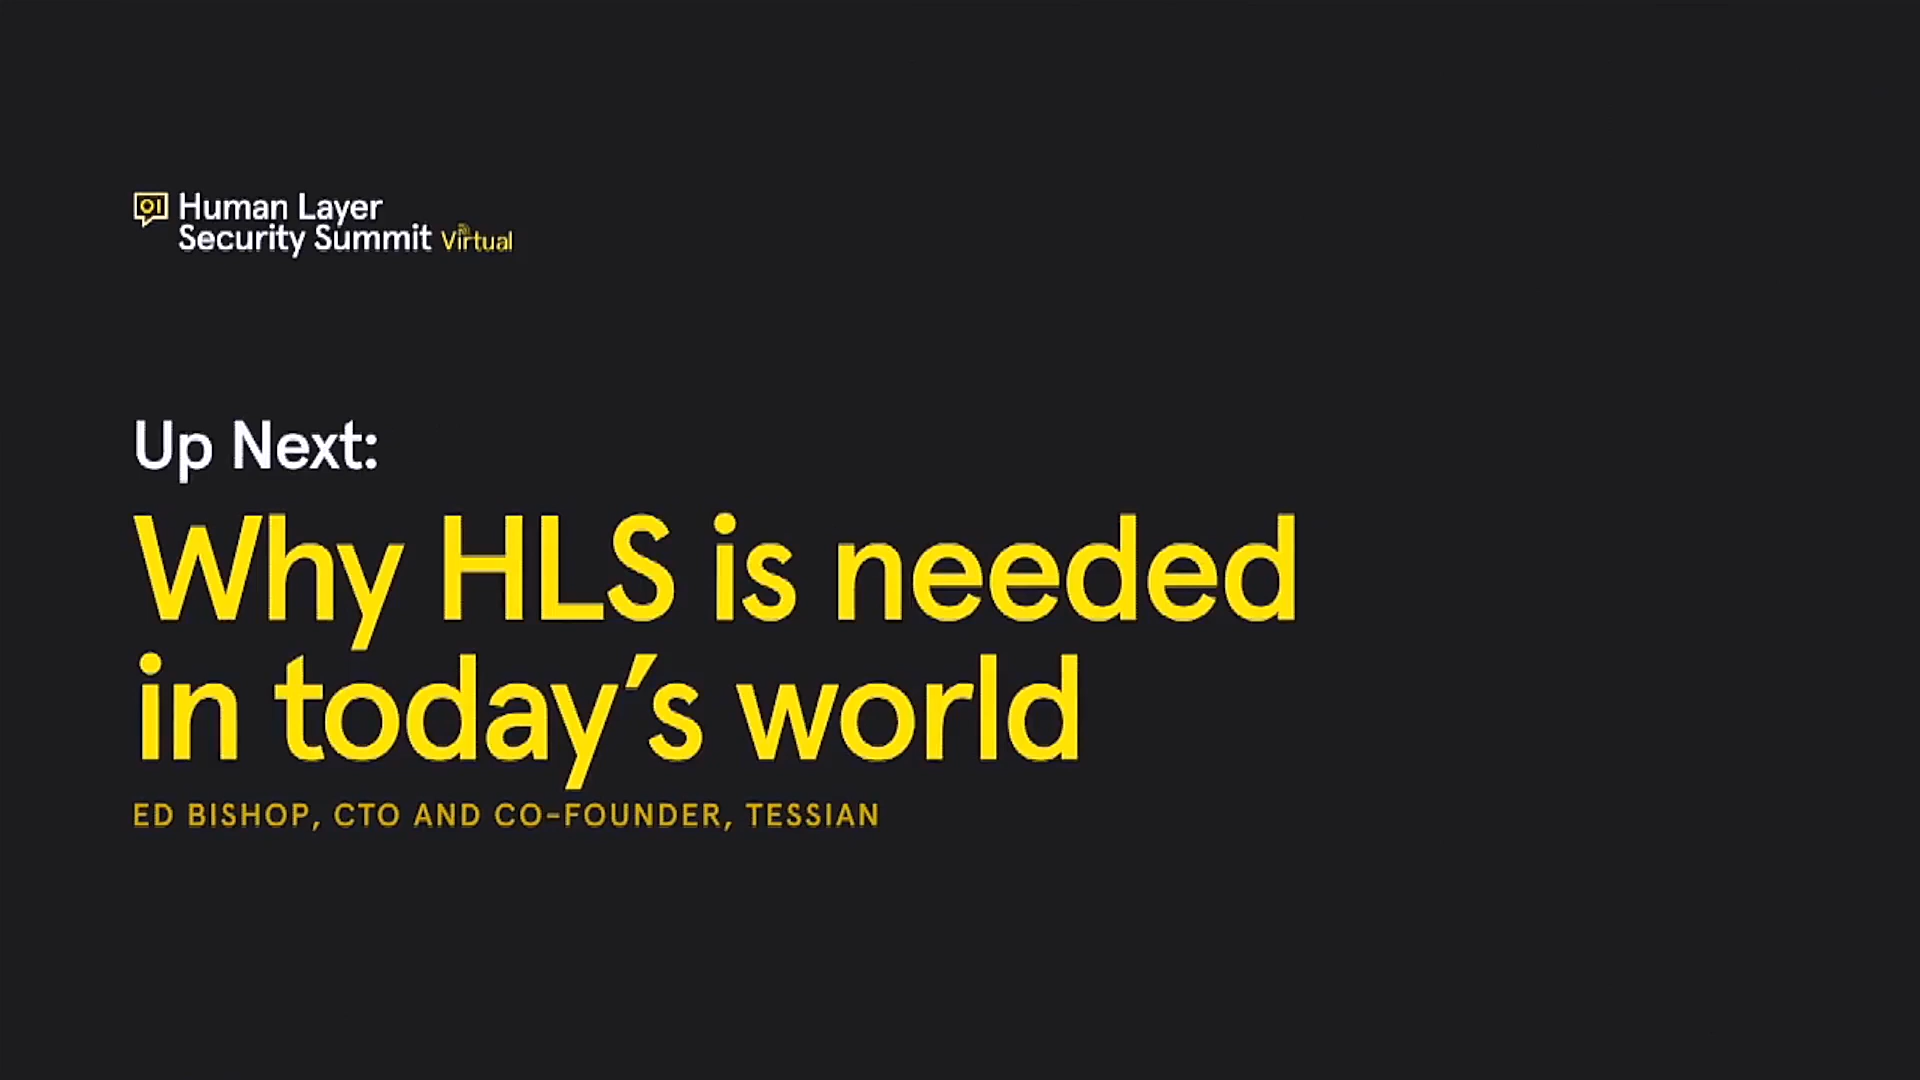 Human Layer
Security Summit Virtual
Up Next:
Why HLS is needed
in today’s world
ED BISHOP, CTO AND CO-FOUNDER, TESSIAN